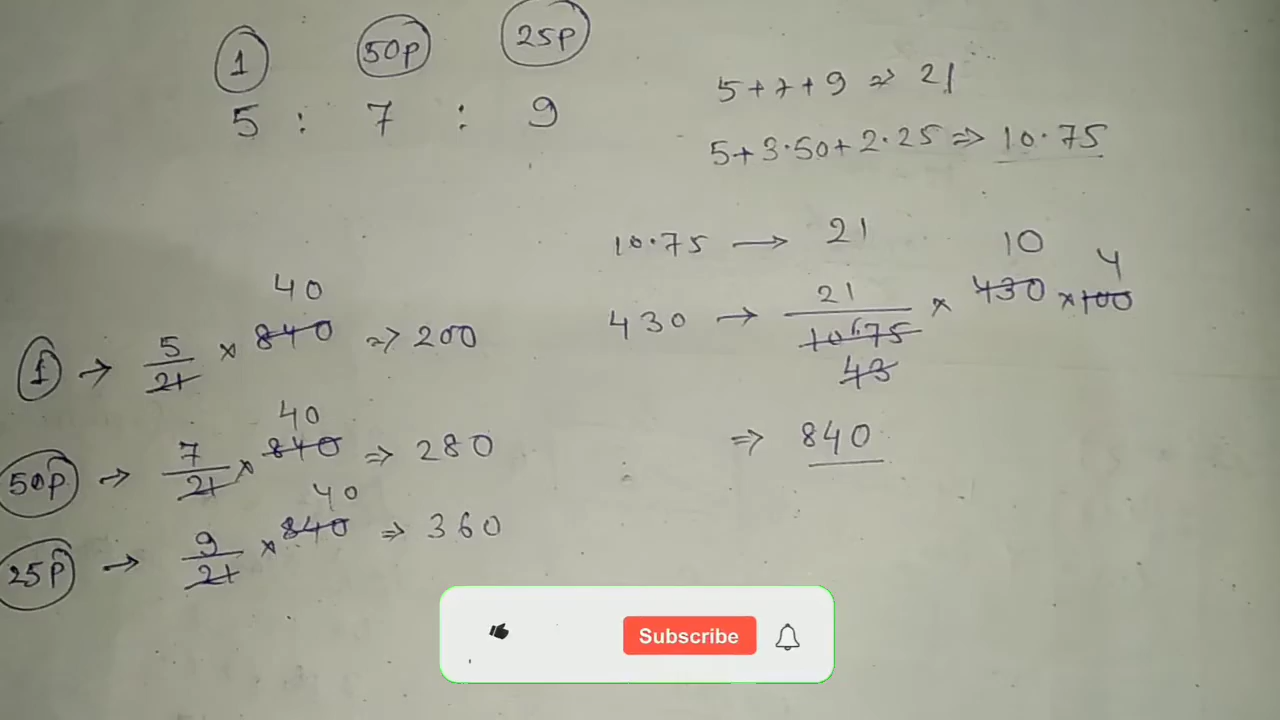 1 50p 25p
5 : 7 : 9
5+7+9 => 21
5+3.50+2.25 => 10.75
10.75 → 21
10 4
430 → 21/10.75 × 430 × 100
43
=> 840
40
1 → 5/21 × 840 => 200
40
50p → 7/21 × 840 => 280
40
25p → 9/21 × 840 => 360
Subscribe